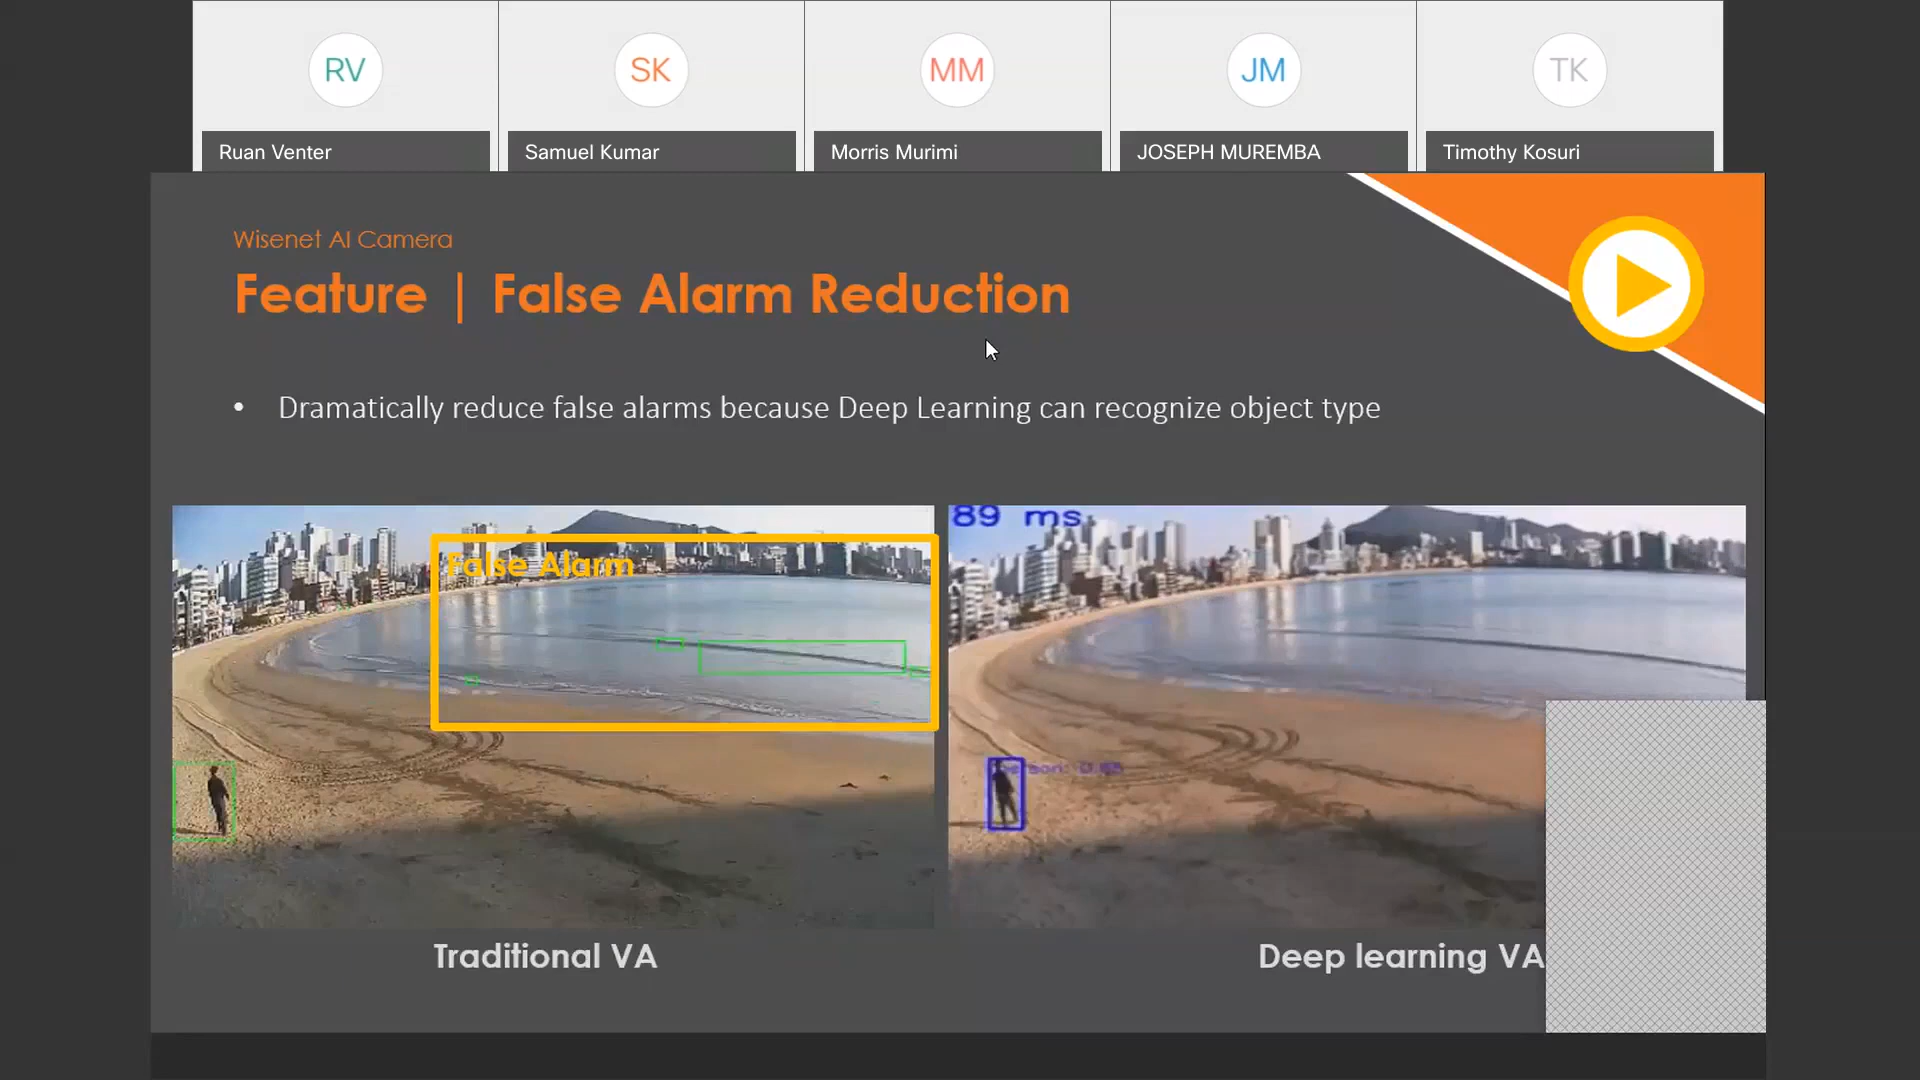 RV
SK
MM
JM
TK
Ruan Venter
Samuel Kumar
Morris Murimi
JOSEPH MUREMBA
Timothy Kosuri
Wisenet AI Camera
Feature | False Alarm Reduction
• Dramatically reduce false alarms because Deep Learning can recognize object type
False Alarm
89 ms
Traditional VA
Deep learning VA